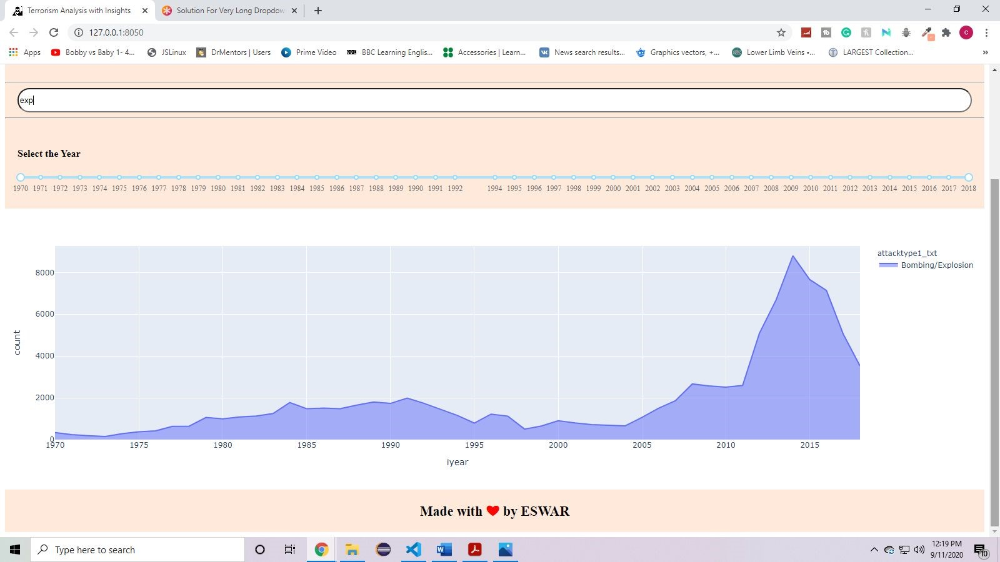 Terrorism Analysis with Insights
Solution For Very Long Dropdow
127.0.0.1:8050
Apps
Bobby vs Baby 1- 4...
JSLinux
DrMentors | Users
Prime Video
BBC BBC Learning Englis...
Accessories | Learn...
News search results...
Graphics vectors, +...
Lower Limb Veins •...
LARGEST Collection...
»
exp
Select the Year
1970 1971 1972 1973 1974 1975 1976 1977 1978 1979 1980 1981 1982 1983 1984 1985 1986 1987 1988 1989 1990 1991 1992 1994 1995 1996 1997 1998 1999 2000 2001 2002 2003 2004 2005 2006 2007 2008 2009 2010 2011 2012 2013 2014 2015 2016 2017 2018
attacktype1_txt
Bombing/Explosion
8000
6000
4000
2000
0
count
1970 1975 1980 1985 1990 1995 2000 2005 2010 2015
iyear
Made with ❤ by ESWAR
Type here to search
12:19 PM
9/11/2020
10